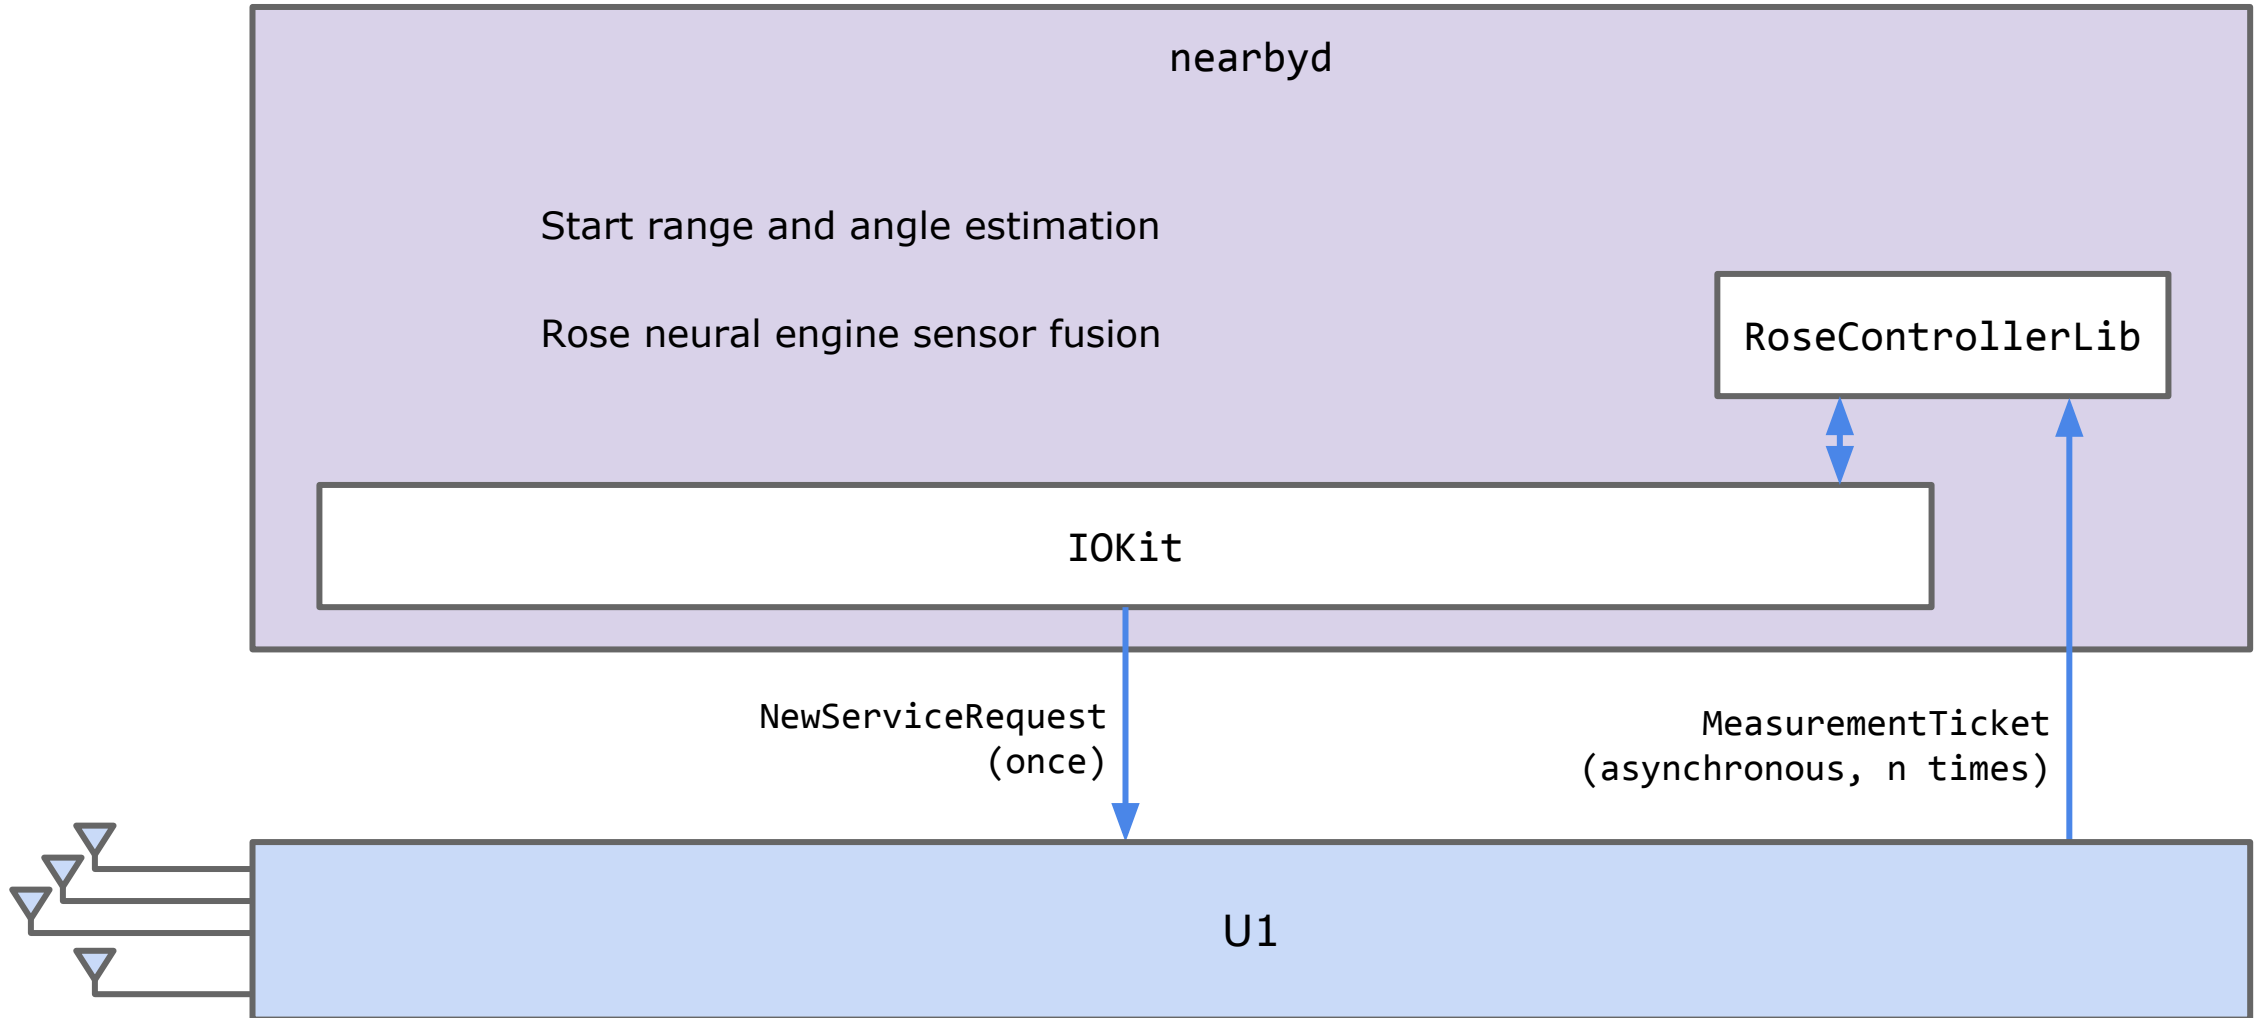 nearbyd
Start range and angle estimation
Rose neural engine sensor fusion
RoseControllerLib
IOKit
NewServiceRequest
(once)
MeasurementTicket
(asynchronous, n times)
U1